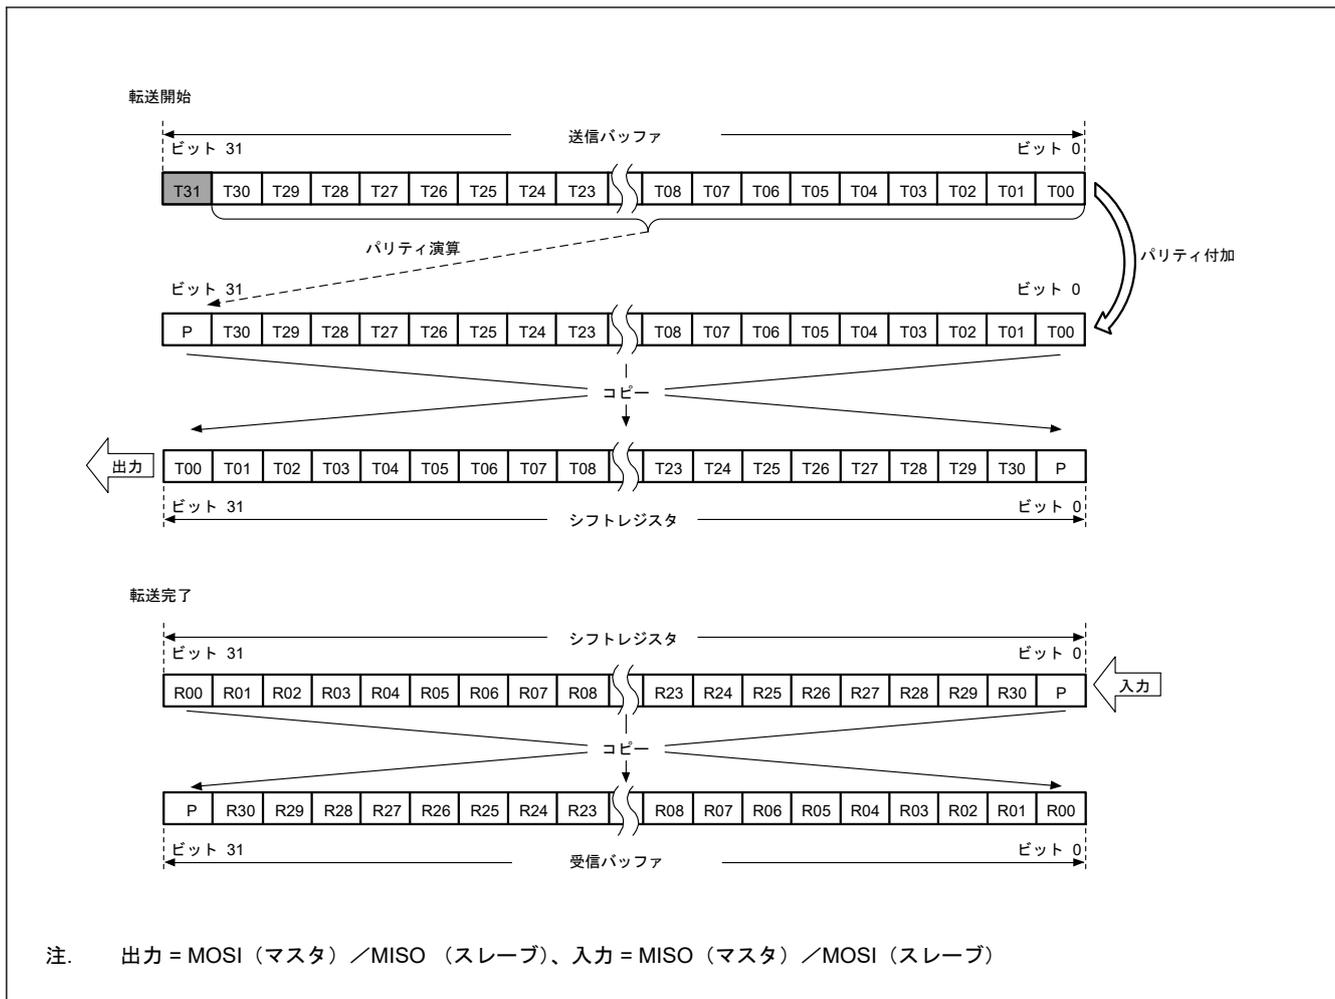 転送開始
送信バッファ
ビット 31 ビット 0
T31 T30 T29 T28 T27 T26 T25 T24 T23 T08 T07 T06 T05 T04 T03 T02 T01 T00
パリティ演算 パリティ付加
ビット 31 ビット 0
P T30 T29 T28 T27 T26 T25 T24 T23 T08 T07 T06 T05 T04 T03 T02 T01 T00
コピー
出力 T00 T01 T02 T03 T04 T05 T06 T07 T08 T23 T24 T25 T26 T27 T28 T29 T30 P
ビット 31 ビット 0
シフトレジスタ
転送完了
シフトレジスタ
ビット 31 ビット 0
R00 R01 R02 R03 R04 R05 R06 R07 R08 R23 R24 R25 R26 R27 R28 R29 R30 P 入力
コピー
P R30 R29 R28 R27 R26 R25 R24 R23 R08 R07 R06 R05 R04 R03 R02 R01 R00
ビット 31 ビット 0
受信バッファ
注. 出力 = MOSI（マスタ）／MISO （スレーブ）、入力 = MISO（マスタ）／MOSI（スレーブ）